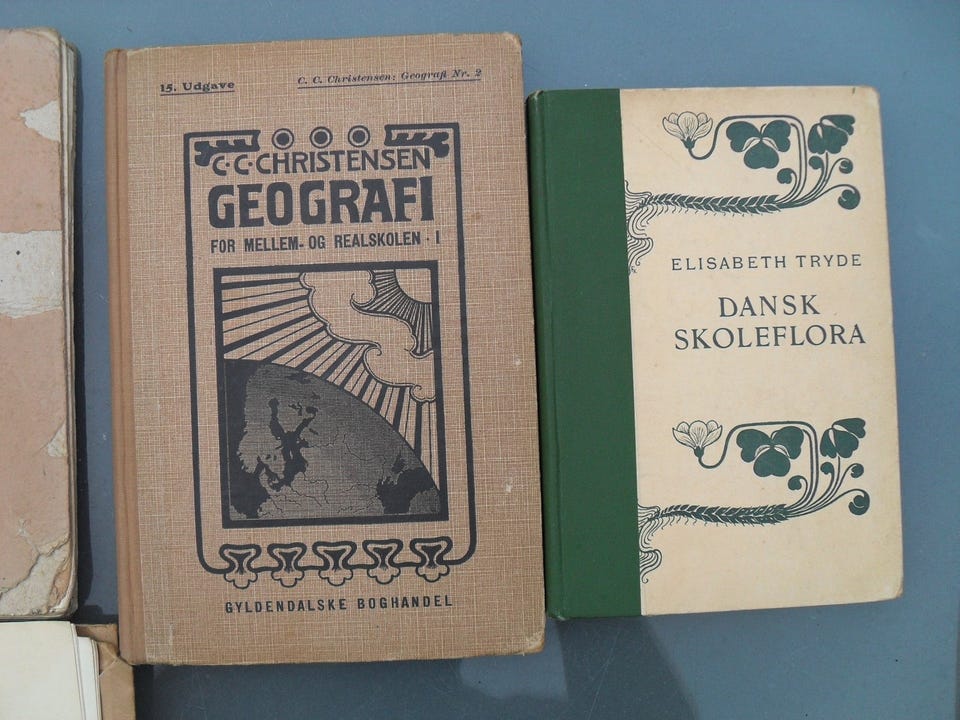 15. Udgave
C. C. Christensen: Geografi Nr. 2
C·C·CHRISTENSEN
GEOGRAFI
FOR MELLEM- OG REALSKOLEN · I
GYLDENDALSKE BOGHANDEL
ELISABETH TRYDE
DANSK
SKOLEFLORA